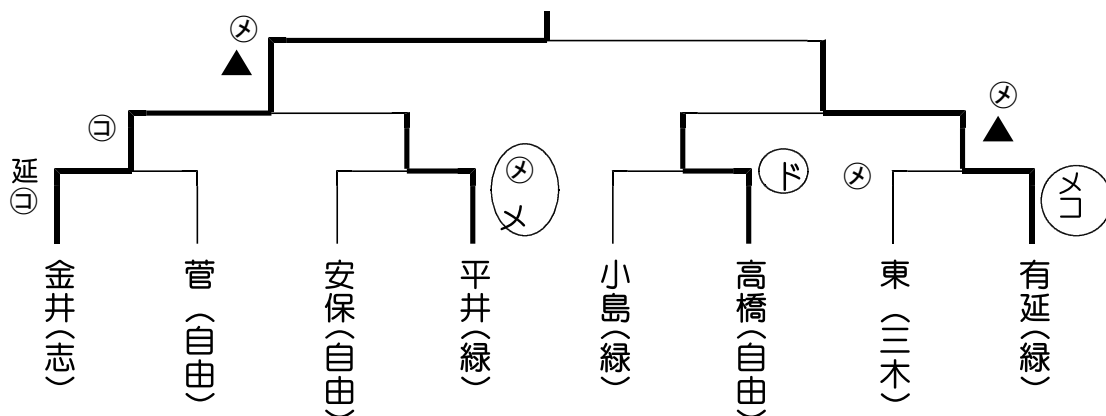 ㋱
▲
㋱
▲
㋙
延
㋙
㋱
メ
ド
㋱
メ
コ
金井(志)
菅(自由)
安保(自由)
平井(緑)
小島(緑)
高橋(自由)
東(三木)
有延(緑)